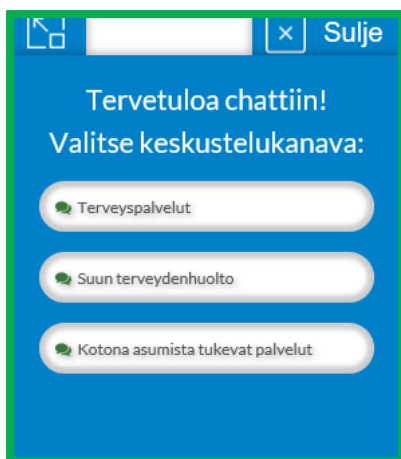 Sulje
Tervetuloa chattiin!
Valitse keskustelukanava:
Terveyspalvelut
Suun terveydenhuolto
Kotona asumista tukevat palvelut